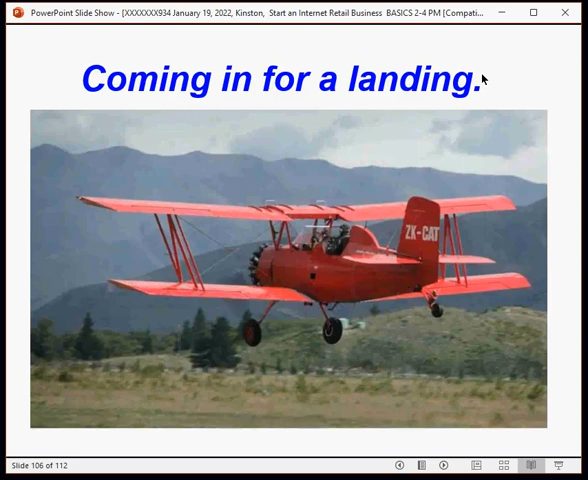 PowerPoint Slide Show - [XXXXXXX934 January 19, 2022, Kinston, Start an Internet Retail Business BASICS 2-4 PM [Compati...
Coming in for a landing.
ZK-CAT
Slide 106 of 112